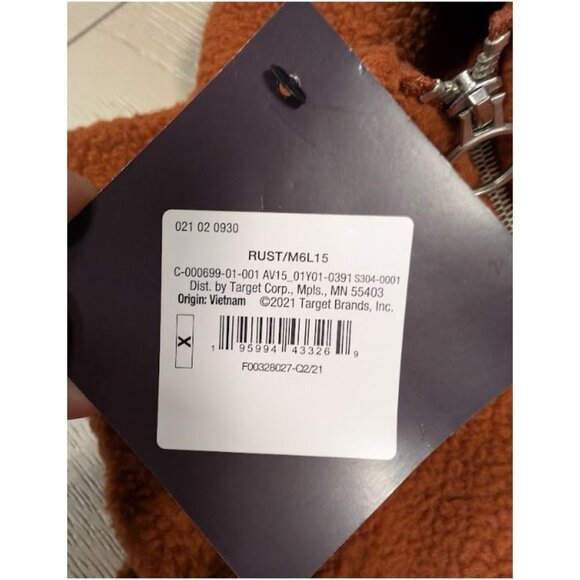 021 02 0930
RUST/M6L15
C-000699-01-001 AV15_01Y01-0391 S304-0001
Dist. by Target Corp., Mpls., MN 55403
Origin: Vietnam ©2021 Target Brands, Inc.
X
1 95994 43326 9
F00328027-Q2/21